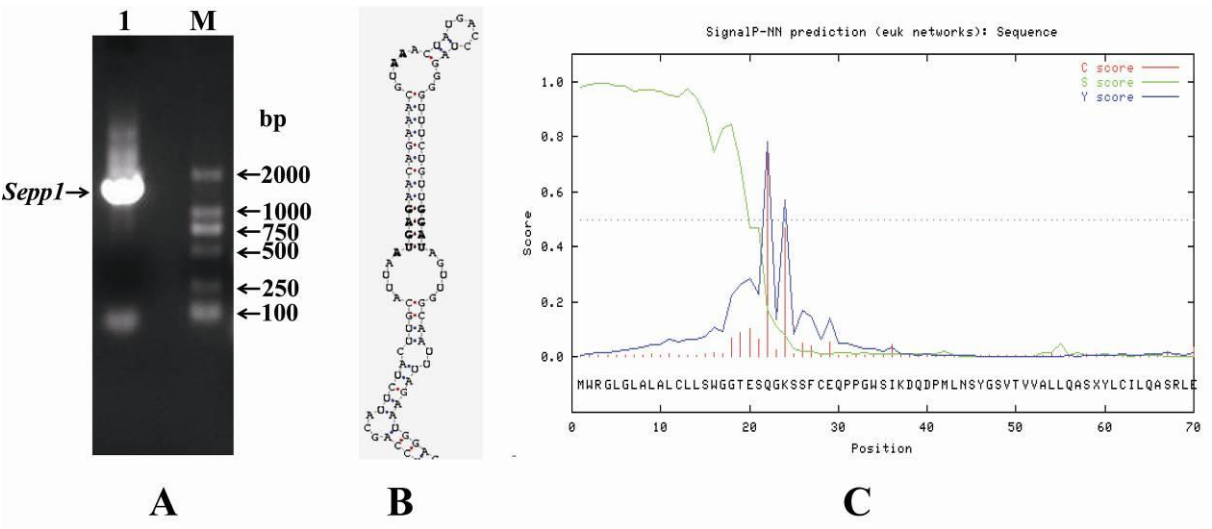 1 M
bp
Sepp1→
←2000
←1000
←750
←500
←250
←100
A
B
SignalP-NN prediction (euk networks): Sequence
C score
S score
Y score
1.0
0.8
0.6
0.4
0.2
0.0
Score
MWRGLGLALALCLLSWGGTESQGKSSFCEQPPGWSIKDQDPMLNSYGSVTVVALLQASXYLCILQASRLE
0 10 20 30 40 50 60 70
Position
C